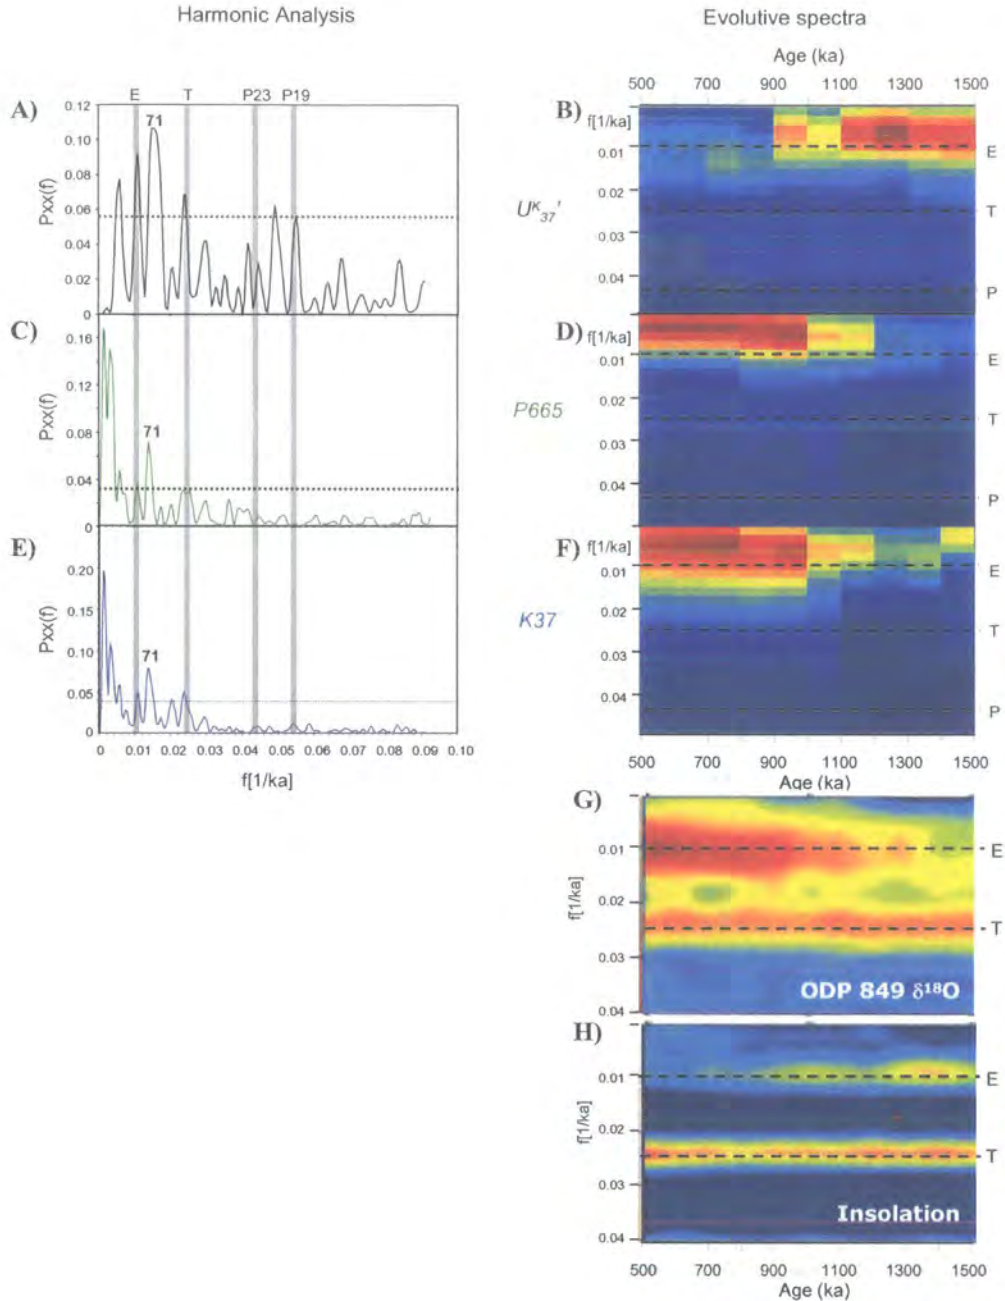 Harmonic Analysis
Evolutive spectra
Age (ka)
500 700 900 1100 1300 1500
A)
E T P23 P19
Pxx(f)
0.12
0.10
0.08
0.06
0.04
0.02
0
71
B)
f[1/ka]
0.01
0.02
0.03
0.04
E
T
P
U^K_37'
C)
Pxx(f)
0.16
0.12
0.08
0.04
0
71
D)
f[1/ka]
0.01
0.02
0.04
E
T
P
P665
E)
Pxx(f)
0.20
0.15
0.10
0.05
0
71
0 0.01 0.02 0.03 0.04 0.05 0.06 0.07 0.08 0.09 0.10
f[1/ka]
F)
f[1/ka]
0.01
0.02
0.04
E
T
P
K37
500 700 900 1100 1300 1500
Age (ka)
G)
f[1/ka]
0.01
0.02
0.03
0.04
E
T
ODP 849 δ¹⁸O
H)
f[1/ka]
0.01
0.02
0.03
0.04
E
T
Insolation
500 700 900 1100 1300 1500
Age (ka)